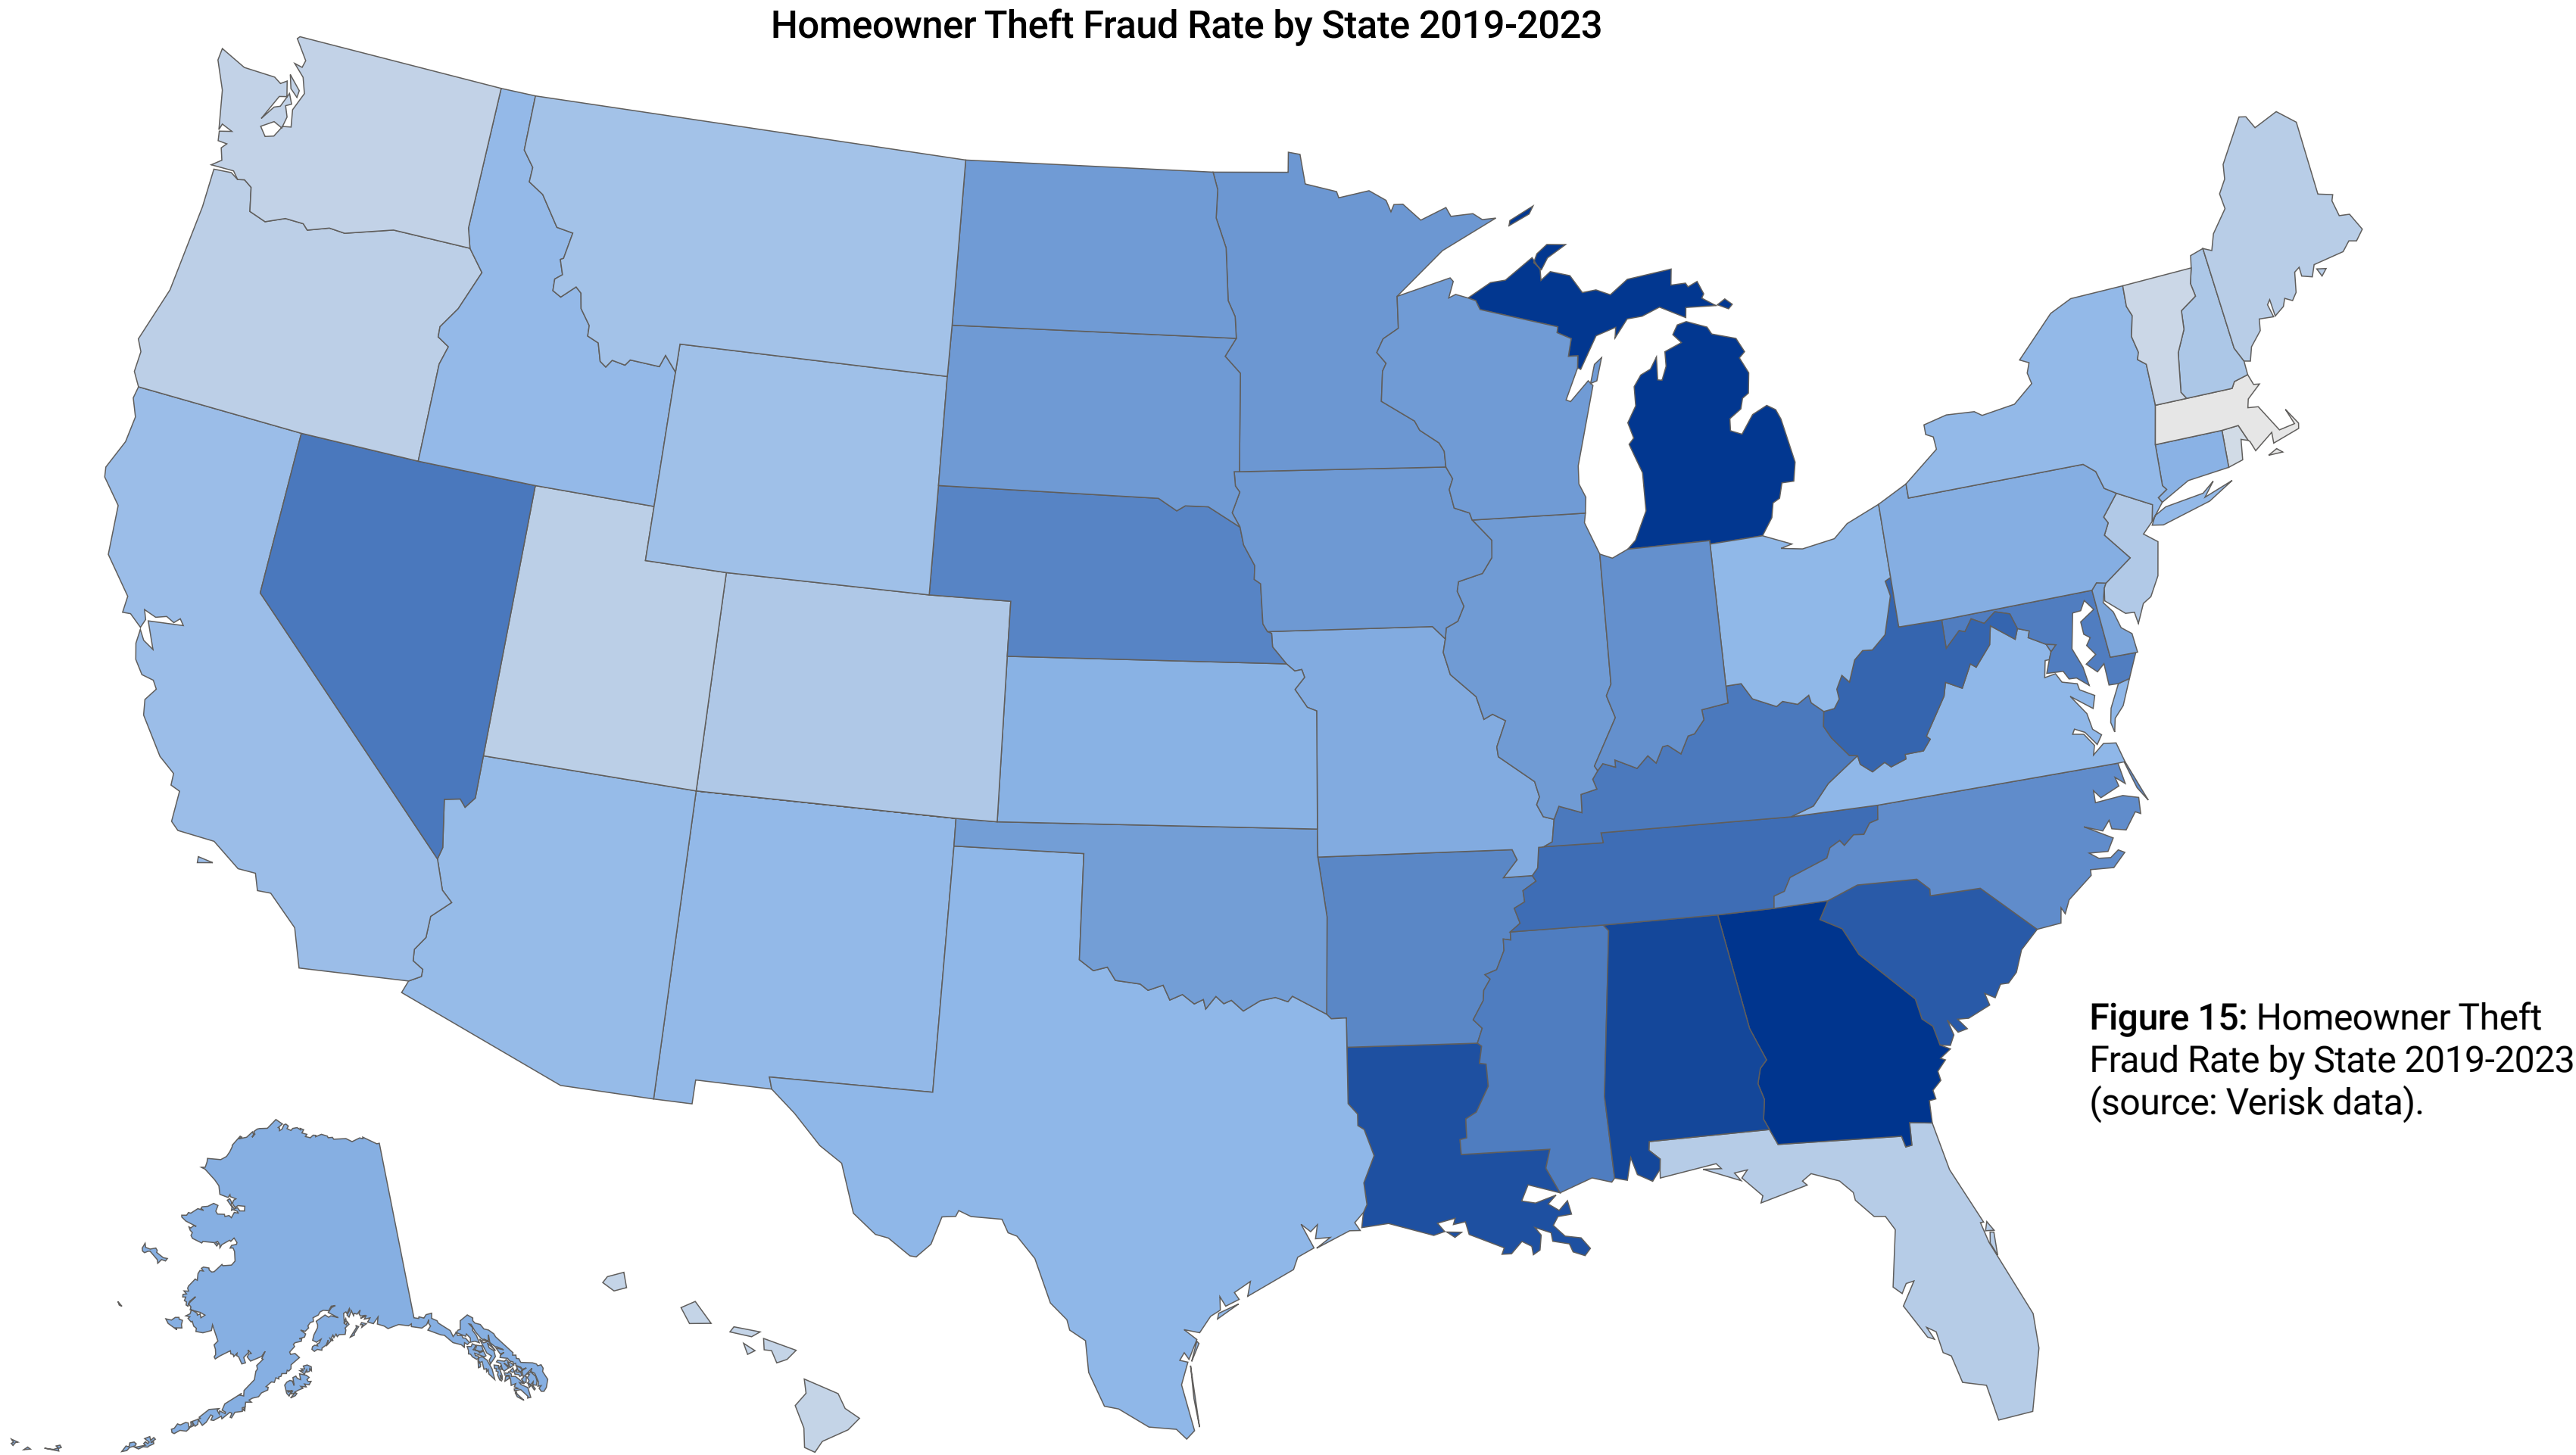 Homeowner Theft Fraud Rate by State 2019-2023
Figure 15: Homeowner Theft
Fraud Rate by State 2019-2023
(source: Verisk data).